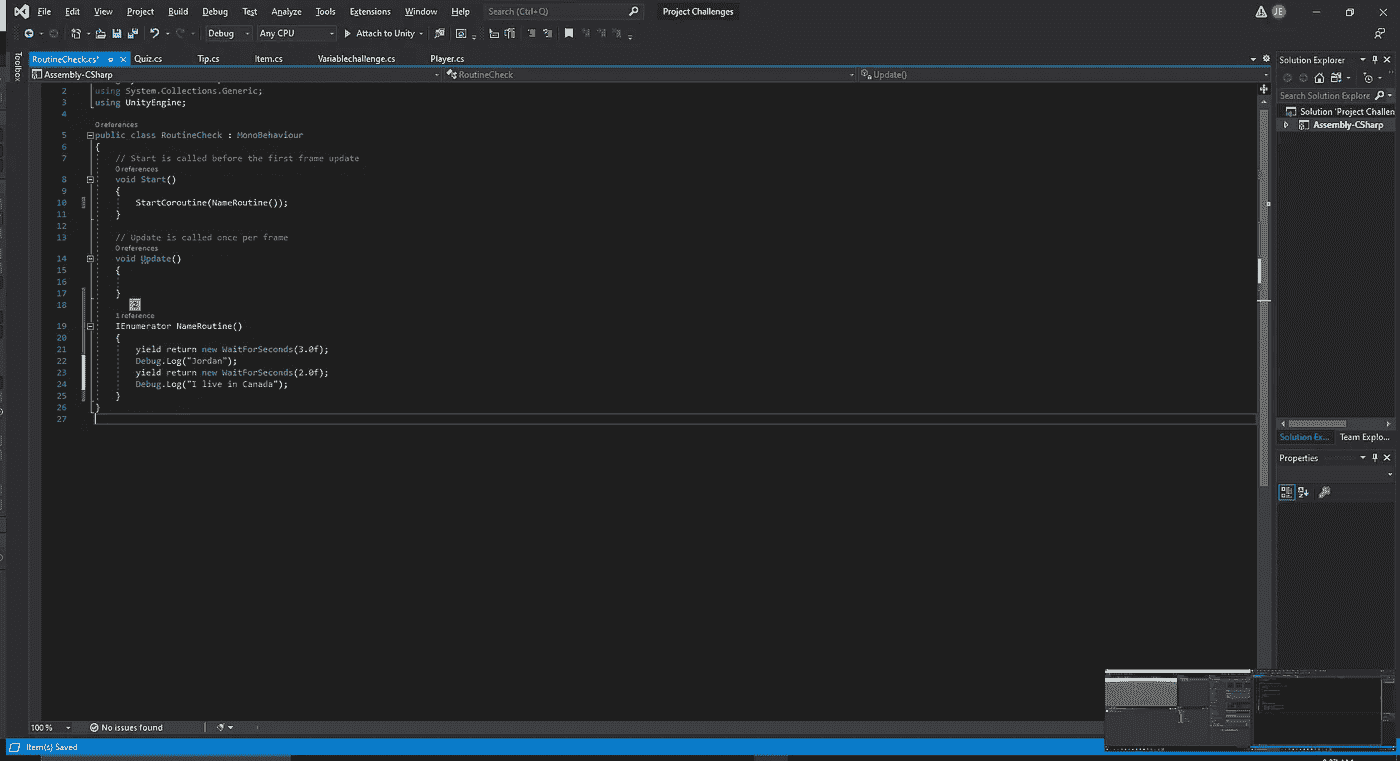 File Edit View Project Build Debug Test Analyze Tools Extensions Window Help Search (Ctrl+Q) Project Challenges JE
Debug Any CPU Attach to Unity
Toolbox
RoutineCheck.cs* Quiz.cs Tip.cs Item.cs Variablechallenge.cs Player.cs
Assembly-CSharp RoutineCheck Update()
2 using System.Collections.Generic;
3 using UnityEngine;
4
0 references
5 public class RoutineCheck : MonoBehaviour
6 {
7 // Start is called before the first frame update
0 references
8 void Start()
9 {
10 StartCoroutine(NameRoutine());
11 }
12
13 // Update is called once per frame
0 references
14 void Update()
15 {
16
17 }
18
1 reference
19 IEnumerator NameRoutine()
20 {
21 yield return new WaitForSeconds(3.0f);
22 Debug.Log("Jordan");
23 yield return new WaitForSeconds(2.0f);
24 Debug.Log("I live in Canada");
25 }
26 }
27
Solution Explorer
Search Solution Explore
Solution 'Project Challen
Assembly-CSharp
Solution Ex... Team Explo...
Properties
100 % No issues found
Item(s) Saved